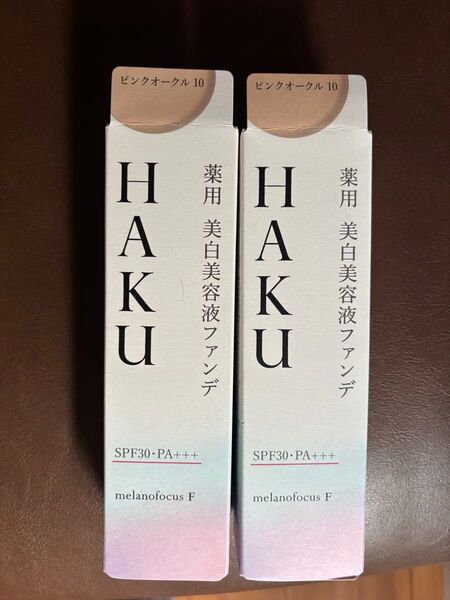 ピンクオークル 10
HAKU
薬用 美白美容液ファンデ
SPF30・PA+++
melanofocus F
ピンクオークル 10
HAKU
薬用 美白美容液ファンデ
SPF30・PA+++
melanofocus F